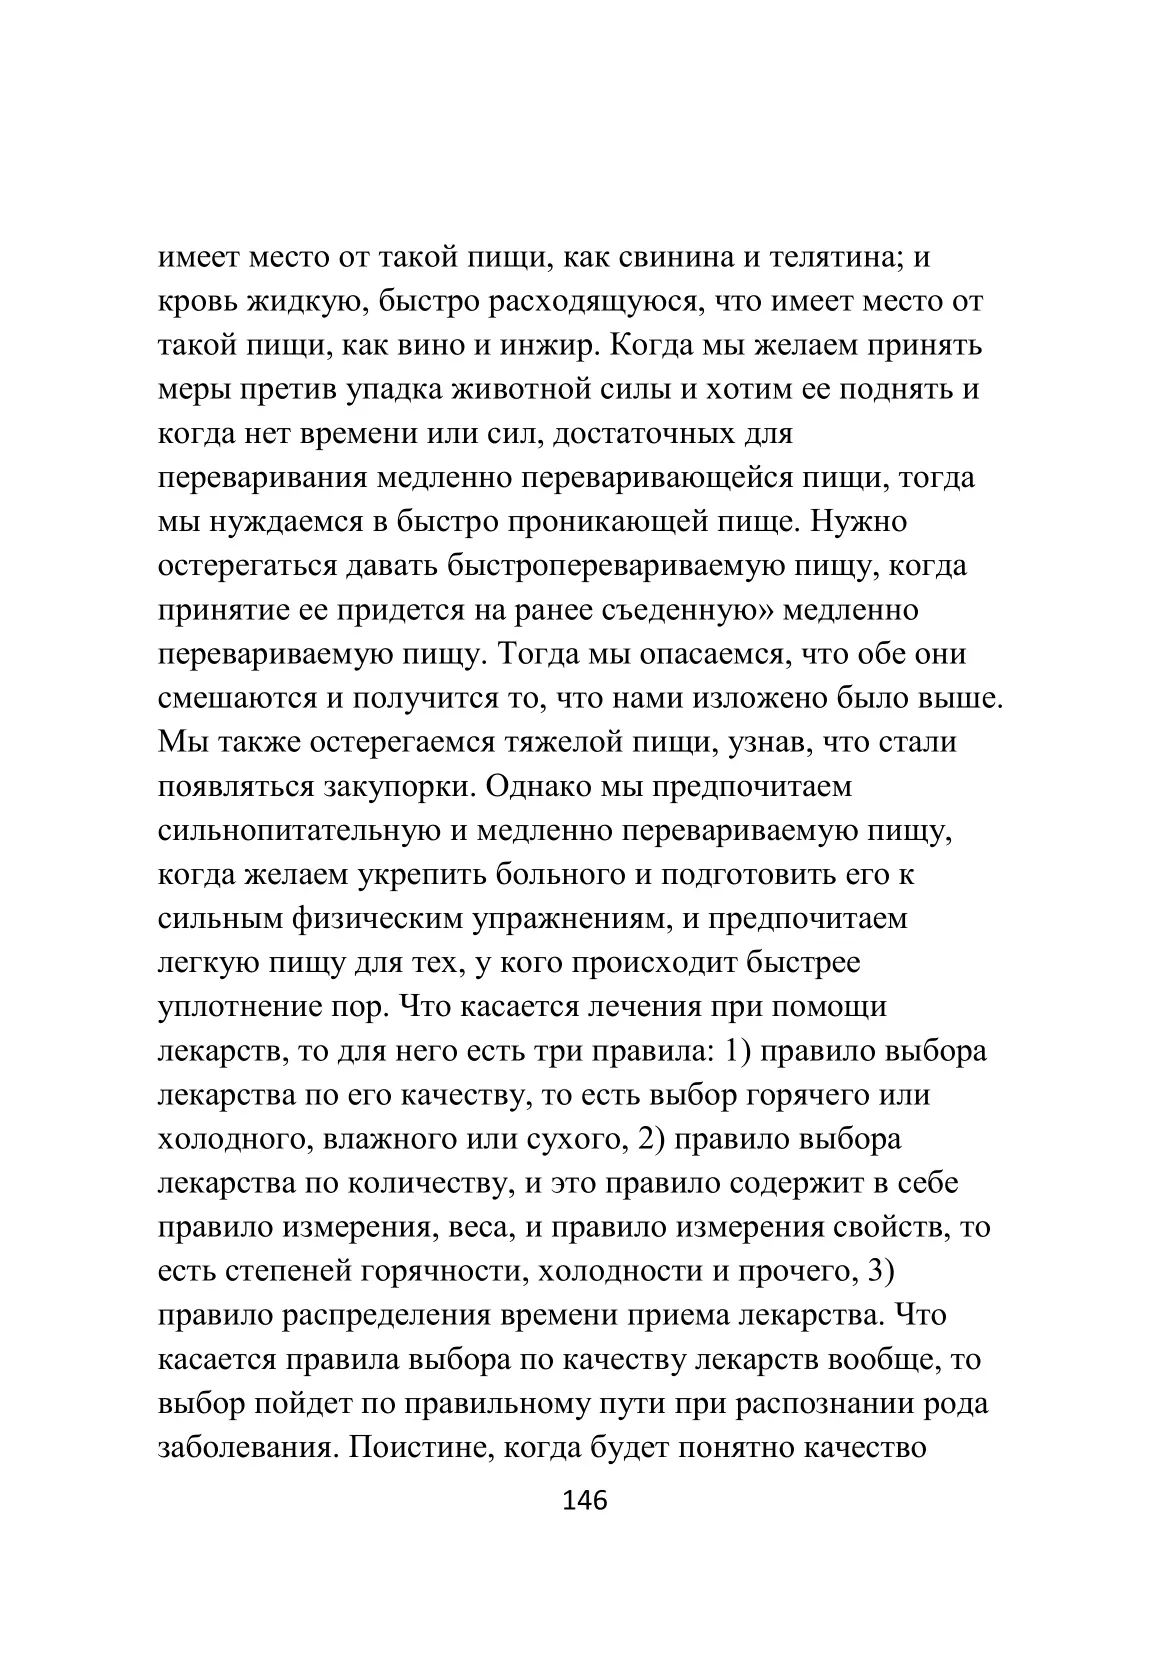 имеет место от такой пищи, как свинина и телятина; и
кровь жидкую, быстро расходящуюся, что имеет место от
такой пищи, как вино и инжир. Когда мы желаем принять
меры претив упадка животной силы и хотим ее поднять и
когда нет времени или сил, достаточных для
переваривания медленно переваривающейся пищи, тогда
мы нуждаемся в быстро проникающей пище. Нужно
остерегаться давать быстроперевариваемую пищу, когда
принятие ее придется на ранее съеденную» медленно
перевариваемую пищу. Тогда мы опасаемся, что обе они
смешаются и получится то, что нами изложено было выше.
Мы также остерегаемся тяжелой пищи, узнав, что стали
появляться закупорки. Однако мы предпочитаем
сильнопитательную и медленно перевариваемую пищу,
когда желаем укрепить больного и подготовить его к
сильным физическим упражнениям, и предпочитаем
легкую пищу для тех, у кого происходит быстрее
уплотнение пор. Что касается лечения при помощи
лекарств, то для него есть три правила: 1) правило выбора
лекарства по его качеству, то есть выбор горячего или
холодного, влажного или сухого, 2) правило выбора
лекарства по количеству, и это правило содержит в себе
правило измерения, веса, и правило измерения свойств, то
есть степеней горячности, холодности и прочего, 3)
правило распределения времени приема лекарства. Что
касается правила выбора по качеству лекарств вообще, то
выбор пойдет по правильному пути при распознании рода
заболевания. Поистине, когда будет понятно качество
146